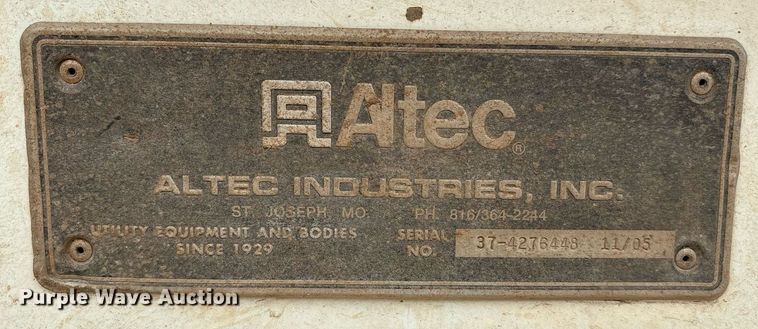 Altec®
ALTEC INDUSTRIES, INC.
ST. JOSEPH, MO. PH. 816/364-2244
UTILITY EQUIPMENT AND BODIES
SINCE 1929
SERIAL
NO. 37-4276448 11/05
Purple Wave Auction